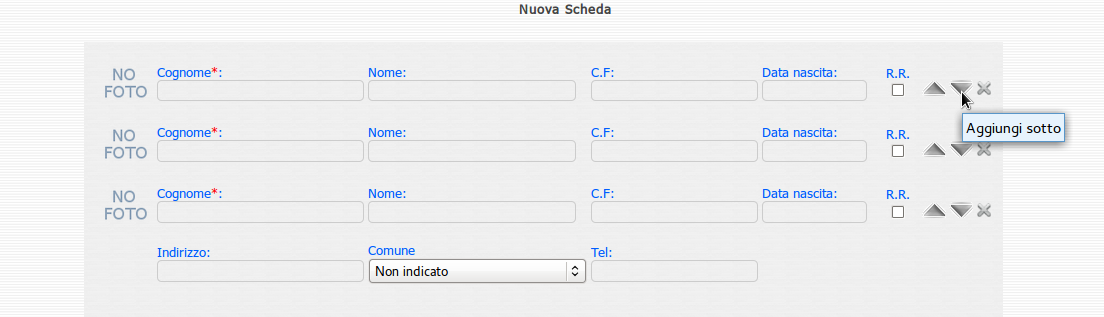 Nuova Scheda
NO FOTO Cognome*: Nome: C.F: Data nascita: R.R.
Aggiungi sotto
NO FOTO Cognome*: Nome: C.F: Data nascita: R.R.
NO FOTO Cognome*: Nome: C.F: Data nascita: R.R.
Indirizzo: Comune Tel:
Non indicato